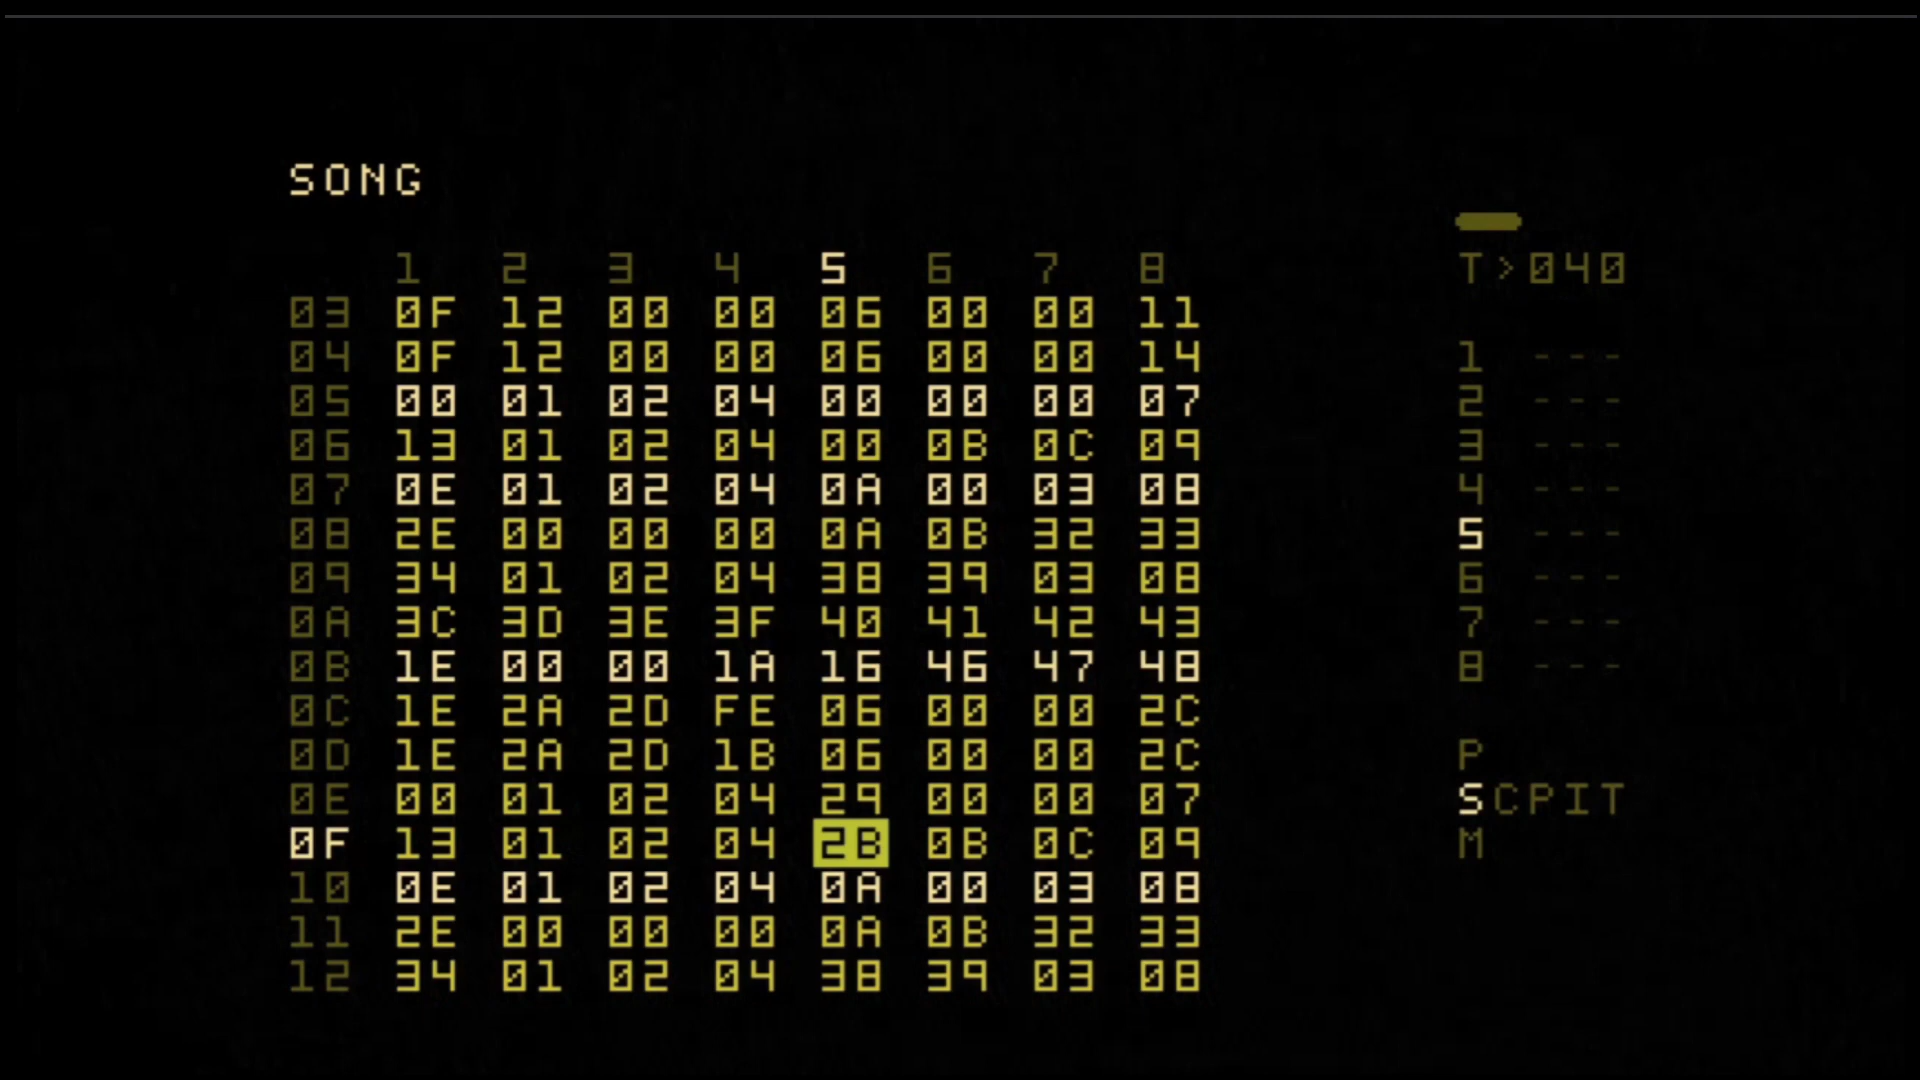 SONG
1 2 3 4 5 6 7 8 T>040
03 0F 12 00 00 06 00 00 11
04 0F 12 00 00 06 00 00 14 1 ---
05 00 01 02 04 00 00 00 07 2 ---
06 13 01 02 04 00 0B 0C 09 3 ---
07 0E 01 02 04 0A 00 03 08 4 ---
08 2E 00 00 00 0A 0B 32 33 5 ---
09 34 01 02 04 38 39 03 08 6 ---
0A 3C 3D 3E 3F 40 41 42 43 7 ---
0B 1E 00 00 1A 16 46 47 48 8 ---
0C 1E 2A 2D FE 06 00 00 2C
0D 1E 2A 2D 1B 06 00 00 2C P
0E 00 01 02 04 29 00 00 07 SCPIT
0F 13 01 02 04 2B 0B 0C 09 M
10 0E 01 02 04 0A 00 03 08
11 2E 00 00 00 0A 0B 32 33
12 34 01 02 04 38 39 03 08